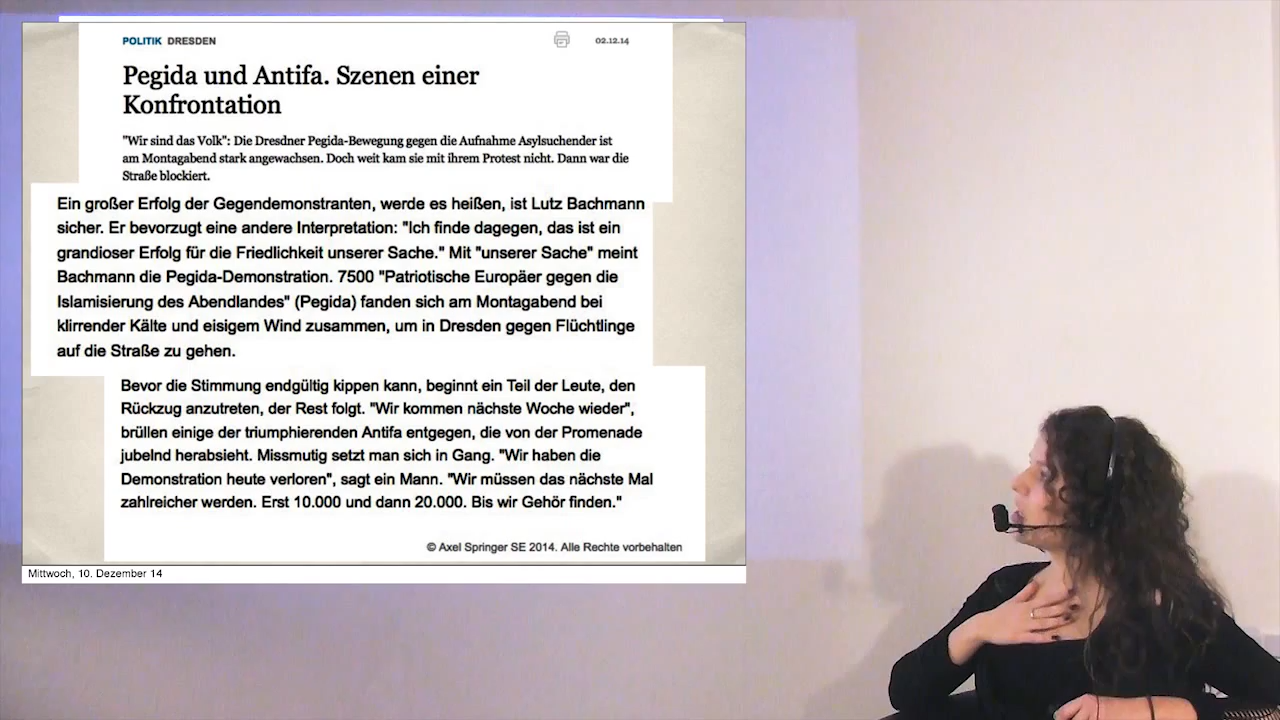 POLITIK DRESDEN
02.12.14
Pegida und Antifa. Szenen einer
Konfrontation
"Wir sind das Volk": Die Dresdner Pegida-Bewegung gegen die Aufnahme Asylsuchender ist
am Montagabend stark angewachsen. Doch weit kam sie mit ihrem Protest nicht. Dann war die
Straße blockiert.
Ein großer Erfolg der Gegendemonstranten, werde es heißen, ist Lutz Bachmann
sicher. Er bevorzugt eine andere Interpretation: "Ich finde dagegen, das ist ein
grandioser Erfolg für die Friedlichkeit unserer Sache." Mit "unserer Sache" meint
Bachmann die Pegida-Demonstration. 7500 "Patriotische Europäer gegen die
Islamisierung des Abendlandes" (Pegida) fanden sich am Montagabend bei
klirrender Kälte und eisigem Wind zusammen, um in Dresden gegen Flüchtlinge
auf die Straße zu gehen.
Bevor die Stimmung endgültig kippen kann, beginnt ein Teil der Leute, den
Rückzug anzutreten, der Rest folgt. "Wir kommen nächste Woche wieder",
brüllen einige der triumphierenden Antifa entgegen, die von der Promenade
jubelnd herabsieht. Missmutig setzt man sich in Gang. "Wir haben die
Demonstration heute verloren", sagt ein Mann. "Wir müssen das nächste Mal
zahlreicher werden. Erst 10.000 und dann 20.000. Bis wir Gehör finden."
© Axel Springer SE 2014. Alle Rechte vorbehalten
Mittwoch, 10. Dezember 14